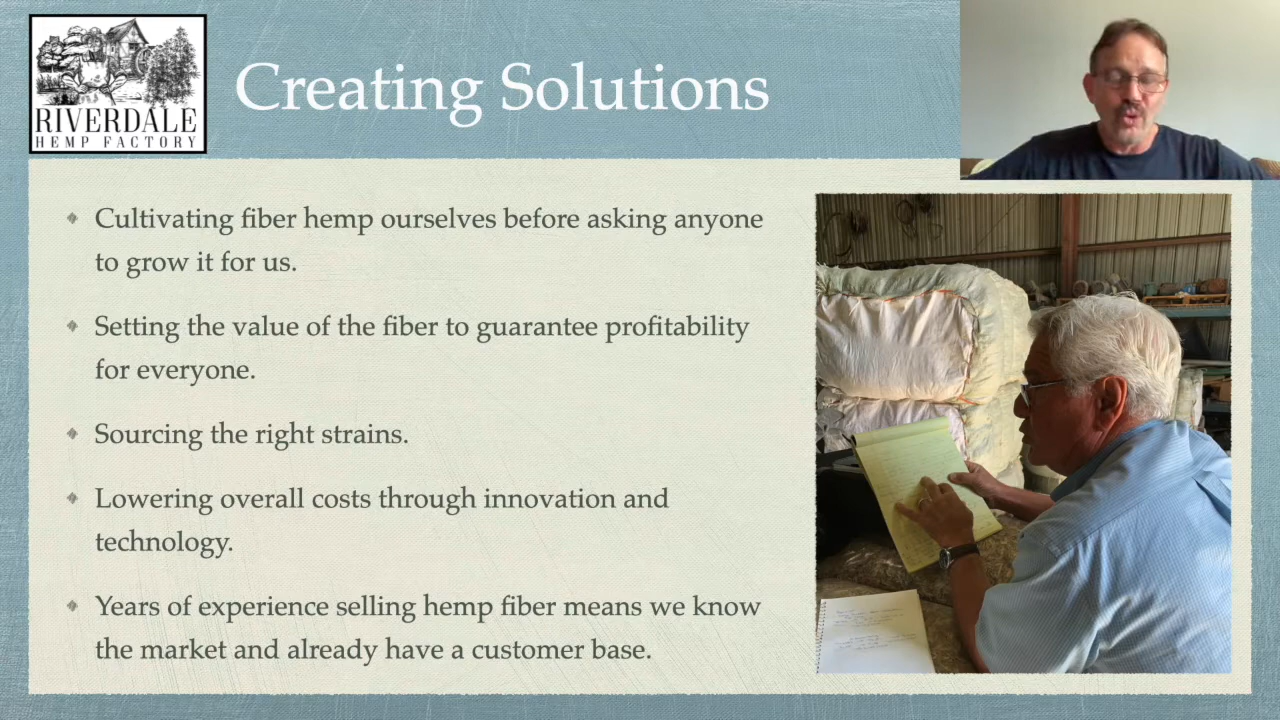 RIVERDALE
HEMP FACTORY
Creating Solutions
Cultivating fiber hemp ourselves before asking anyone
to grow it for us.
Setting the value of the fiber to guarantee profitability
for everyone.
Sourcing the right strains.
Lowering overall costs through innovation and
technology.
Years of experience selling hemp fiber means we know
the market and already have a customer base.